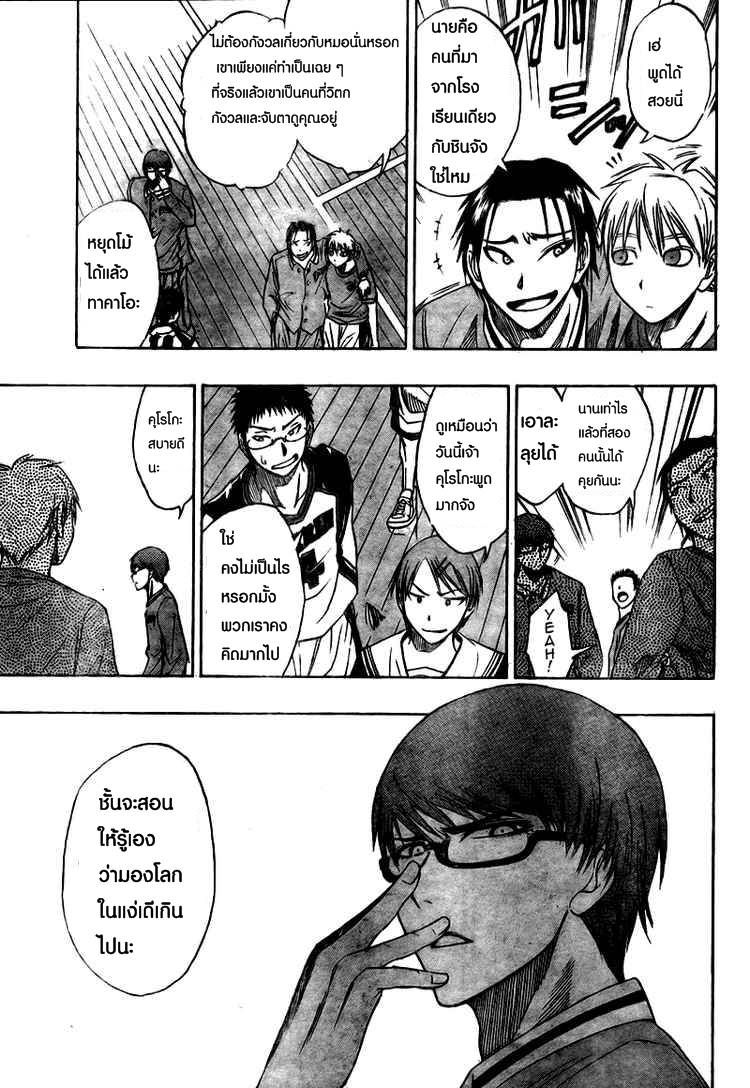 เฮ่
พูดได้
สวยนี่
นายคือ
คนที่มา
จากโรง
เรียนเดียว
กับชินจัง
ใช่ไหม
ไม่ต้องกังวลเกี่ยวกับหมอนั่นหรอก
เขาเพียงแค่ทำเป็นเฉย ๆ
ที่จริงแล้วเขาเป็นคนที่วิตก
กังวลและจับตาดูคุณอยู่
หยุดโม้
ได้แล้ว
ทาคาโอะ
นานเท่าไร
แล้วที่สอง
คนนั้นได้
คุยกันนะ
เอาละ
ลุยได้
YEAH!
ดูเหมือนว่า
วันนี้เจ้า
คุโรโกะพูด
มากจัง
ใช่
คงไม่เป็นไร
หรอกมั้ง
พวกเราคง
คิดมากไป
คุโรโกะ
สบายดี
นะ
ชั้นจะสอน
ให้รู้เอง
ว่ามองโลก
ในแง่เดีเกิน
ไปนะ